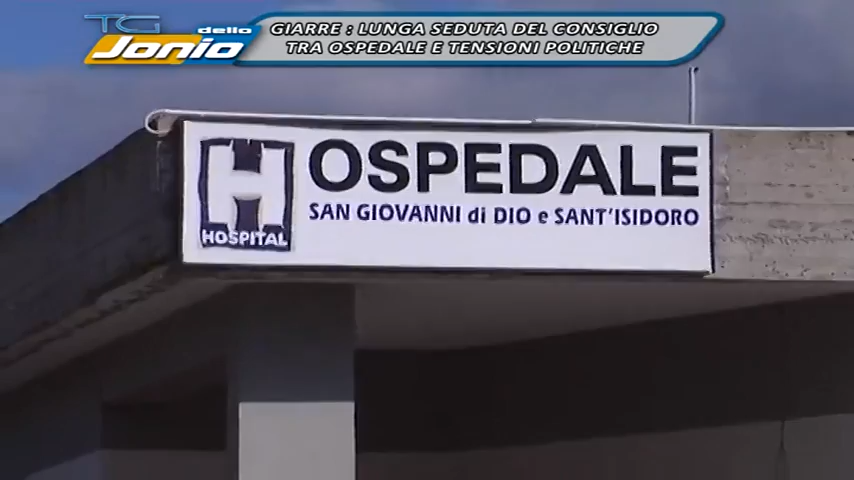 TG dello Jonio
GIARRE : LUNGA SEDUTA DEL CONSIGLIO
TRA OSPEDALE E TENSIONI POLITICHE
H
HOSPITAL
OSPEDALE
SAN GIOVANNI di DIO e SANT'ISIDORO